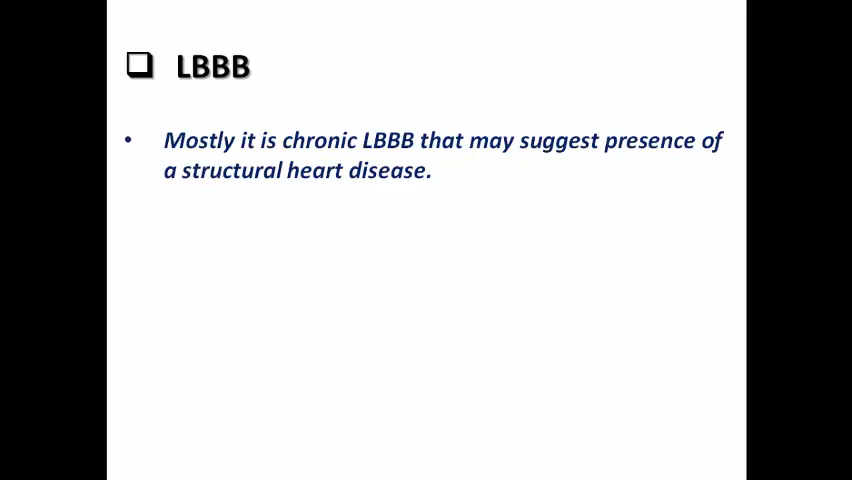 LBBB
• Mostly it is chronic LBBB that may suggest presence of
a structural heart disease.